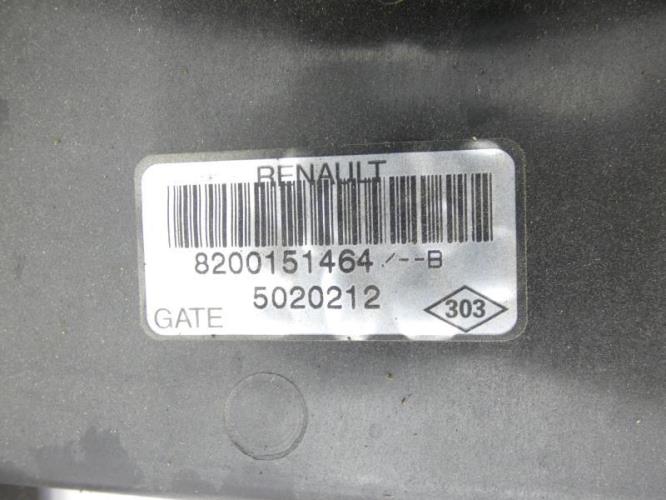 RENAULT
8200151464/--B
5020212
GATE
303